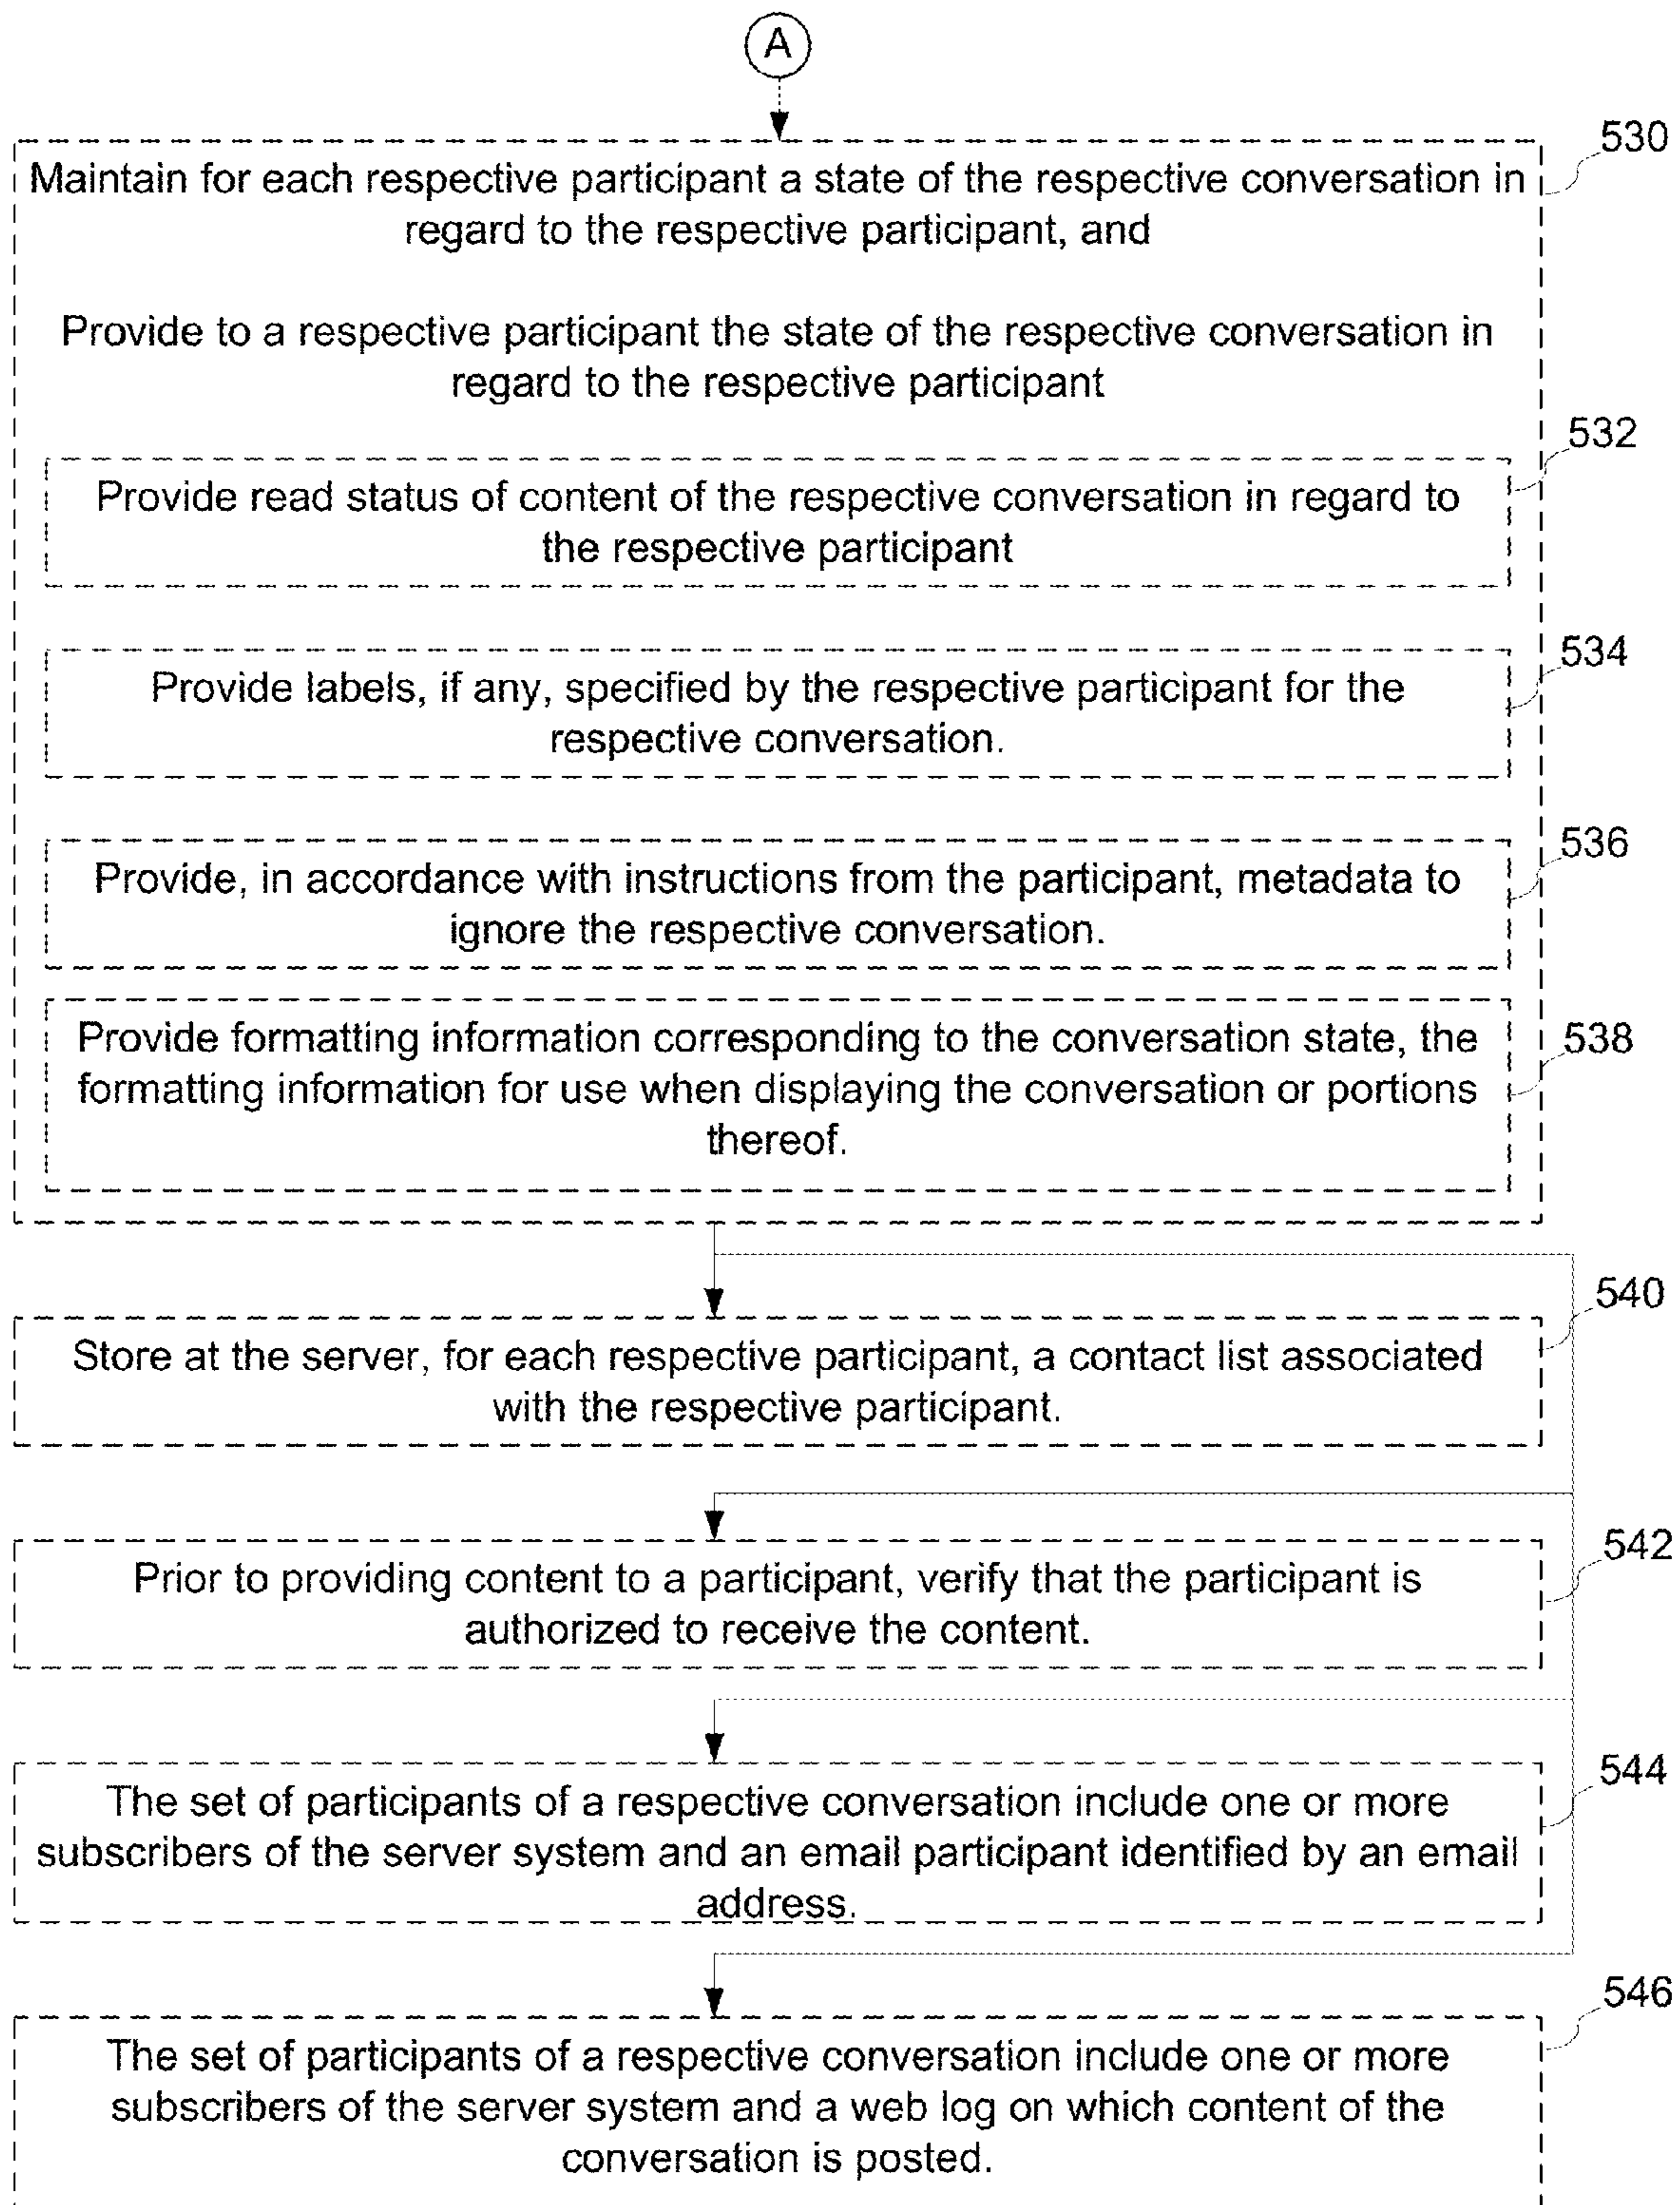 A
530
Maintain for each respective participant a state of the respective conversation in
regard to the respective participant, and
Provide to a respective participant the state of the respective conversation in
regard to the respective participant
532
Provide read status of content of the respective conversation in regard to
the respective participant
534
Provide labels, if any, specified by the respective participant for the
respective conversation.
536
Provide, in accordance with instructions from the participant, metadata to
ignore the respective conversation.
538
Provide formatting information corresponding to the conversation state, the
formatting information for use when displaying the conversation or portions
thereof.
540
Store at the server, for each respective participant, a contact list associated
with the respective participant.
542
Prior to providing content to a participant, verify that the participant is
authorized to receive the content.
544
The set of participants of a respective conversation include one or more
subscribers of the server system and an email participant identified by an email
address.
546
The set of participants of a respective conversation include one or more
subscribers of the server system and a web log on which content of the
conversation is posted.